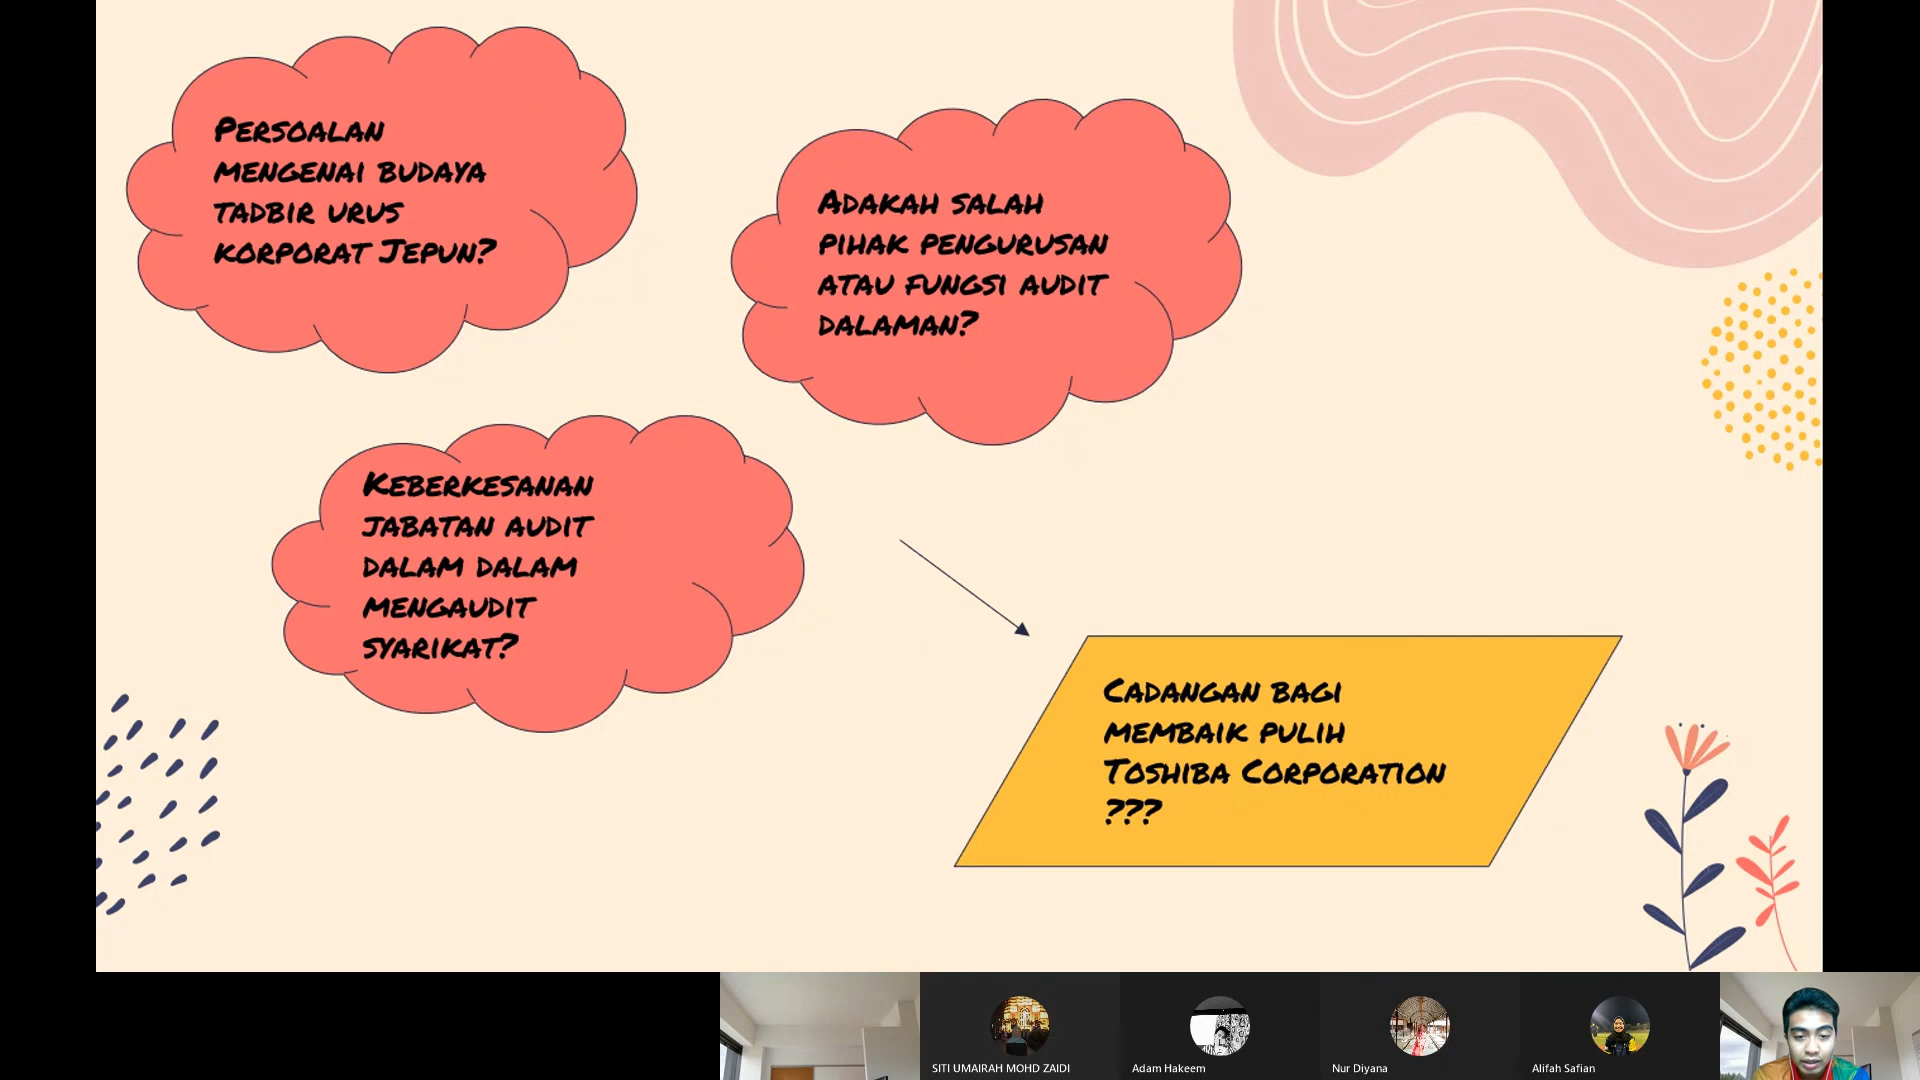 Persoalan
mengenai budaya
tadbir urus
korporat Jepun?
Adakah salah
pihak pengurusan
atau fungsi audit
dalaman?
Keberkesanan
jabatan audit
dalam dalam
mengaudit
syarikat?
Cadangan bagi
membaik pulih
Toshiba Corporation
???
SITI UMAIRAH MOHD ZAIDI
Adam Hakeem
Nur Diyana
Alifah Safian